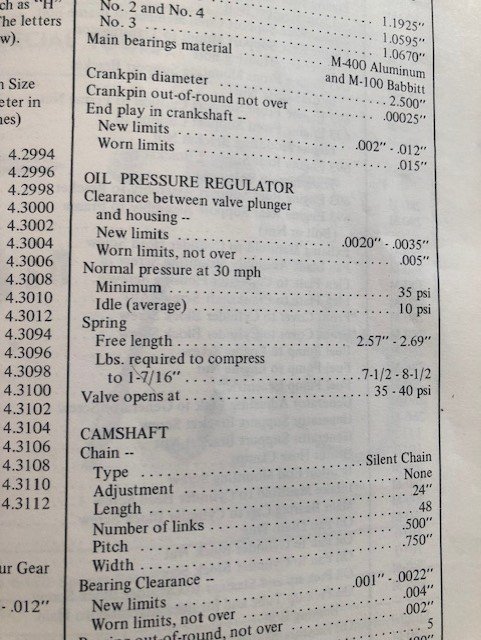 ch as "H"
The letters
w).
n Size
eter in
nes)
4.2994
4.2996
4.2998
4.3000
4.3002
4.3004
4.3006
4.3008
4.3010
4.3012
4.3094
4.3096
4.3098
4.3100
4.3102
4.3104
4.3106
4.3108
4.3110
4.3112
ur Gear
- .012"
1.1925"
No. 2 and No. 4 1.0595"
No. 3 1.0670"
Main bearings material M-400 Aluminum
and M-100 Babbitt
Crankpin diameter 2.500"
Crankpin out-of-round not over .00025"
End play in crankshaft --
New limits .002" - .012"
Worn limits .015"
OIL PRESSURE REGULATOR
Clearance between valve plunger
and housing --
New limits .0020" - .0035"
Worn limits, not over .005"
Normal pressure at 30 mph
Minimum 35 psi
Idle (average) 10 psi
Spring
Free length 2.57" - 2.69"
Lbs. required to compress
to 1-7/16" 7-1/2 - 8-1/2
Valve opens at 35 - 40 psi
CAMSHAFT
Chain --
Type Silent Chain
Adjustment None
Length 24"
Number of links 48
Pitch .500"
Width .750"
Bearing Clearance --
New limits .001" - .0022"
Worn limits, not over .004"
out-of-round, not over .002"
5